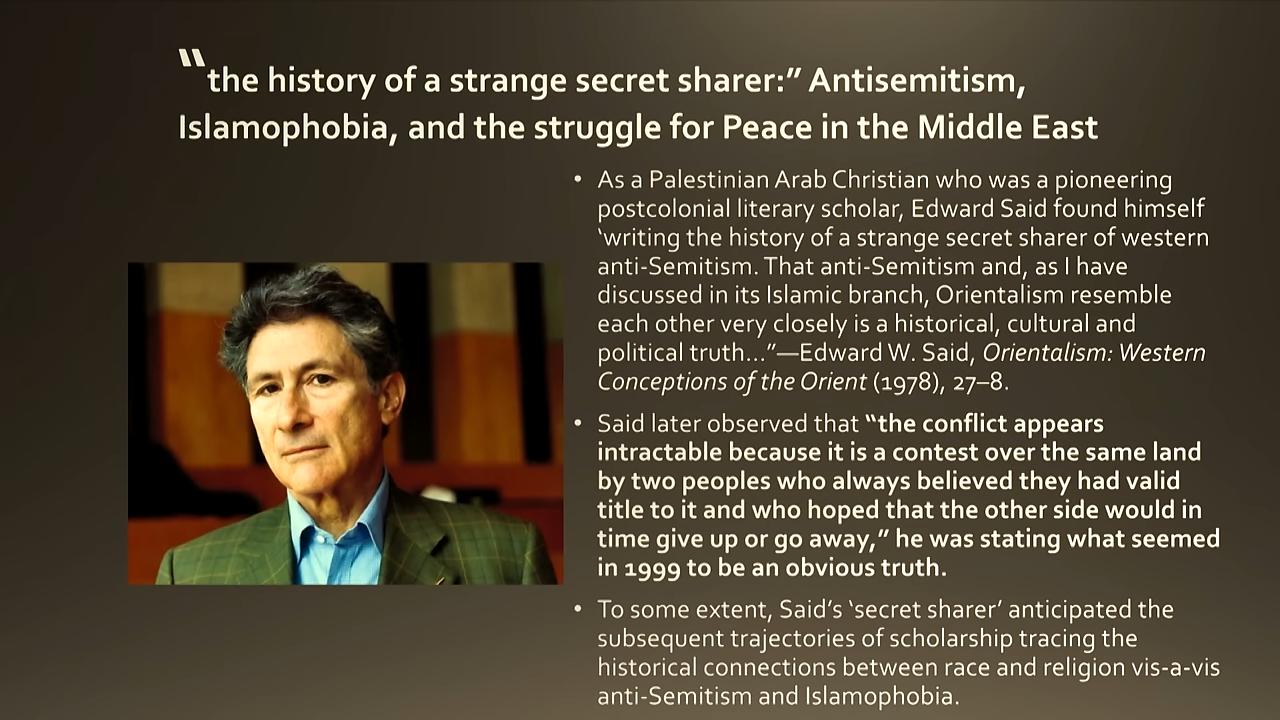 “the history of a strange secret sharer:” Antisemitism,
Islamophobia, and the struggle for Peace in the Middle East
• As a Palestinian Arab Christian who was a pioneering
postcolonial literary scholar, Edward Said found himself
‘writing the history of a strange secret sharer of western
anti-Semitism. That anti-Semitism and, as I have
discussed in its Islamic branch, Orientalism resemble
each other very closely is a historical, cultural and
political truth…”—Edward W. Said, Orientalism: Western
Conceptions of the Orient (1978), 27–8.
• Said later observed that “the conflict appears
intractable because it is a contest over the same land
by two peoples who always believed they had valid
title to it and who hoped that the other side would in
time give up or go away,” he was stating what seemed
in 1999 to be an obvious truth.
• To some extent, Said’s ‘secret sharer’ anticipated the
subsequent trajectories of scholarship tracing the
historical connections between race and religion vis-a-vis
anti-Semitism and Islamophobia.